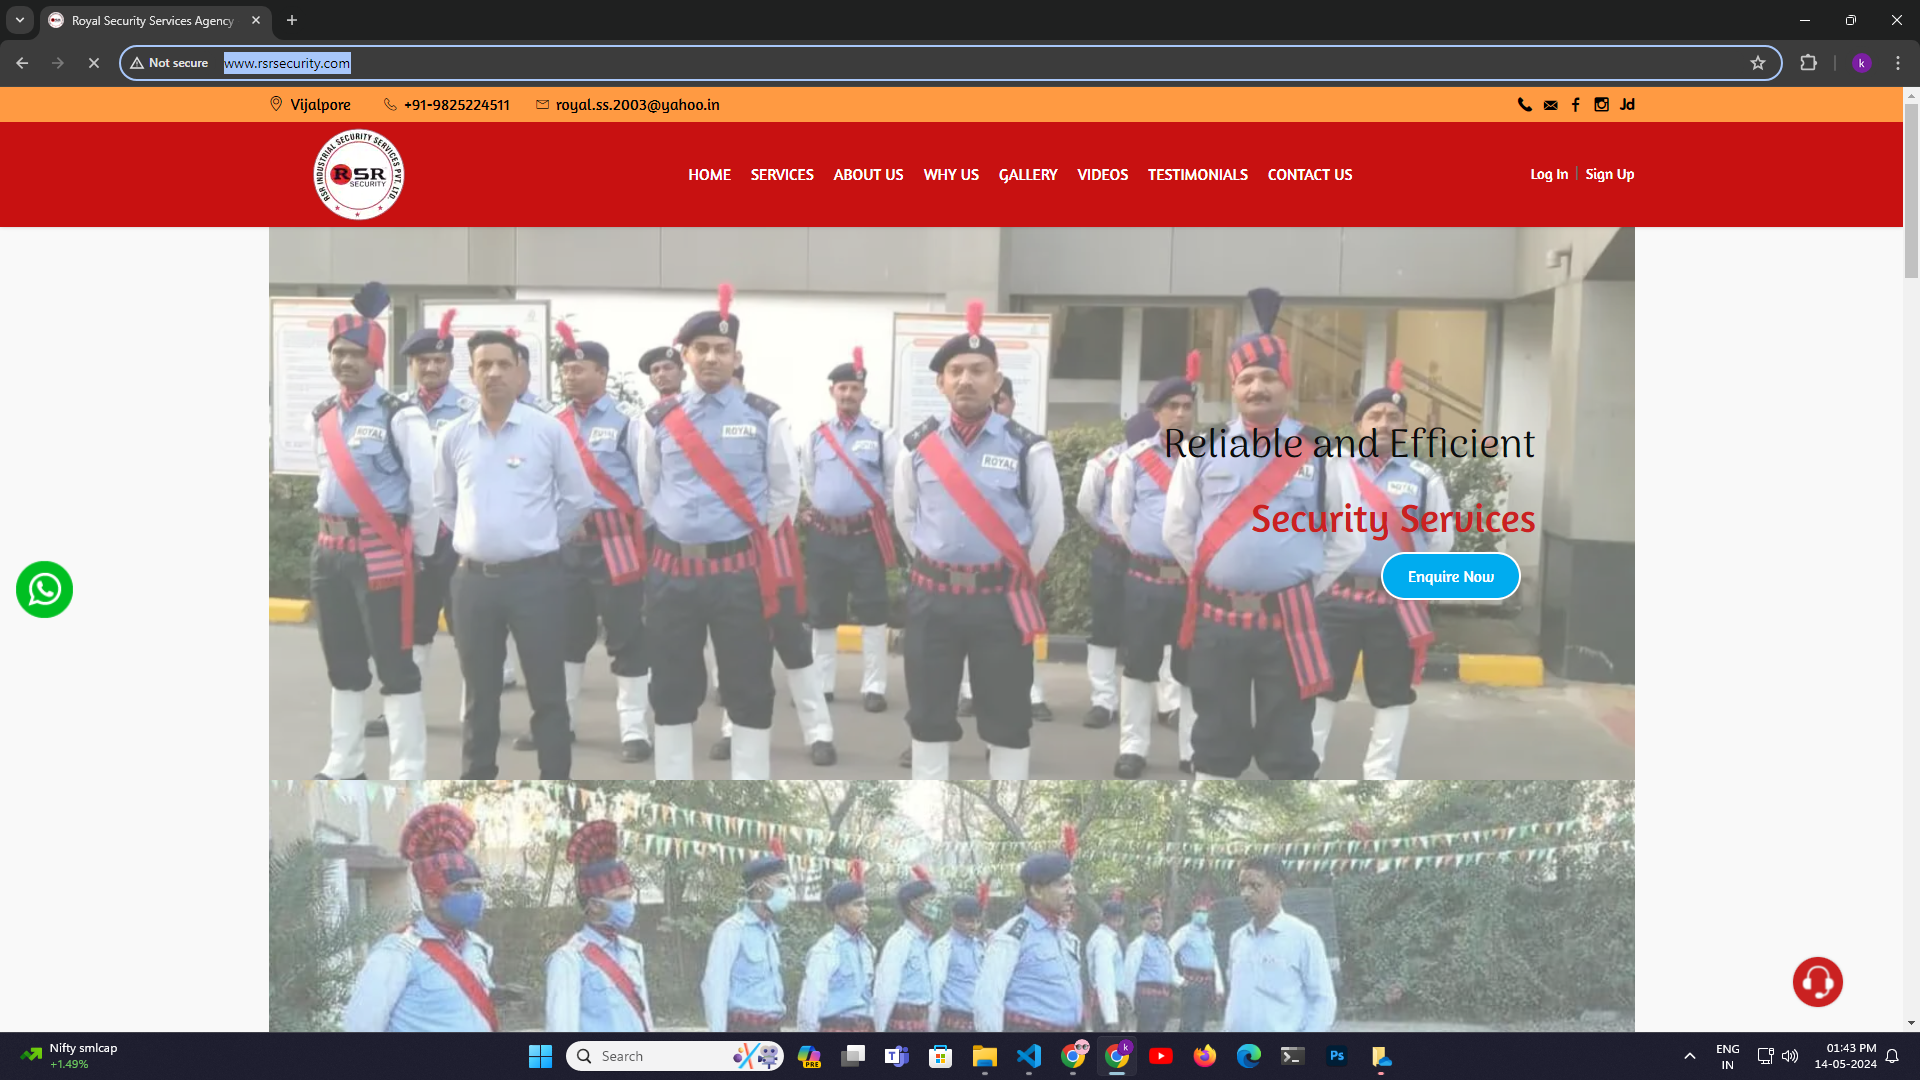 Royal Security Services Agency
Not secure
www.rsrsecurity.com
k
Vijalpore
+91-9825224511
royal.ss.2003@yahoo.in
Jd
RSR INDUSTRIAL SECURITY SERVICES PVT. LTD.
RSR
SECURITY
HOME
SERVICES
ABOUT US
WHY US
GALLERY
VIDEOS
TESTIMONIALS
CONTACT US
Log In
Sign Up
ROYAL
ROYAL
ROYAL
Reliable and Efficient
Security Services
Enquire Now
Nifty smlcap
+1.49%
Search
PRE
T
k
Ps
ENG
IN
01:43 PM
14-05-2024